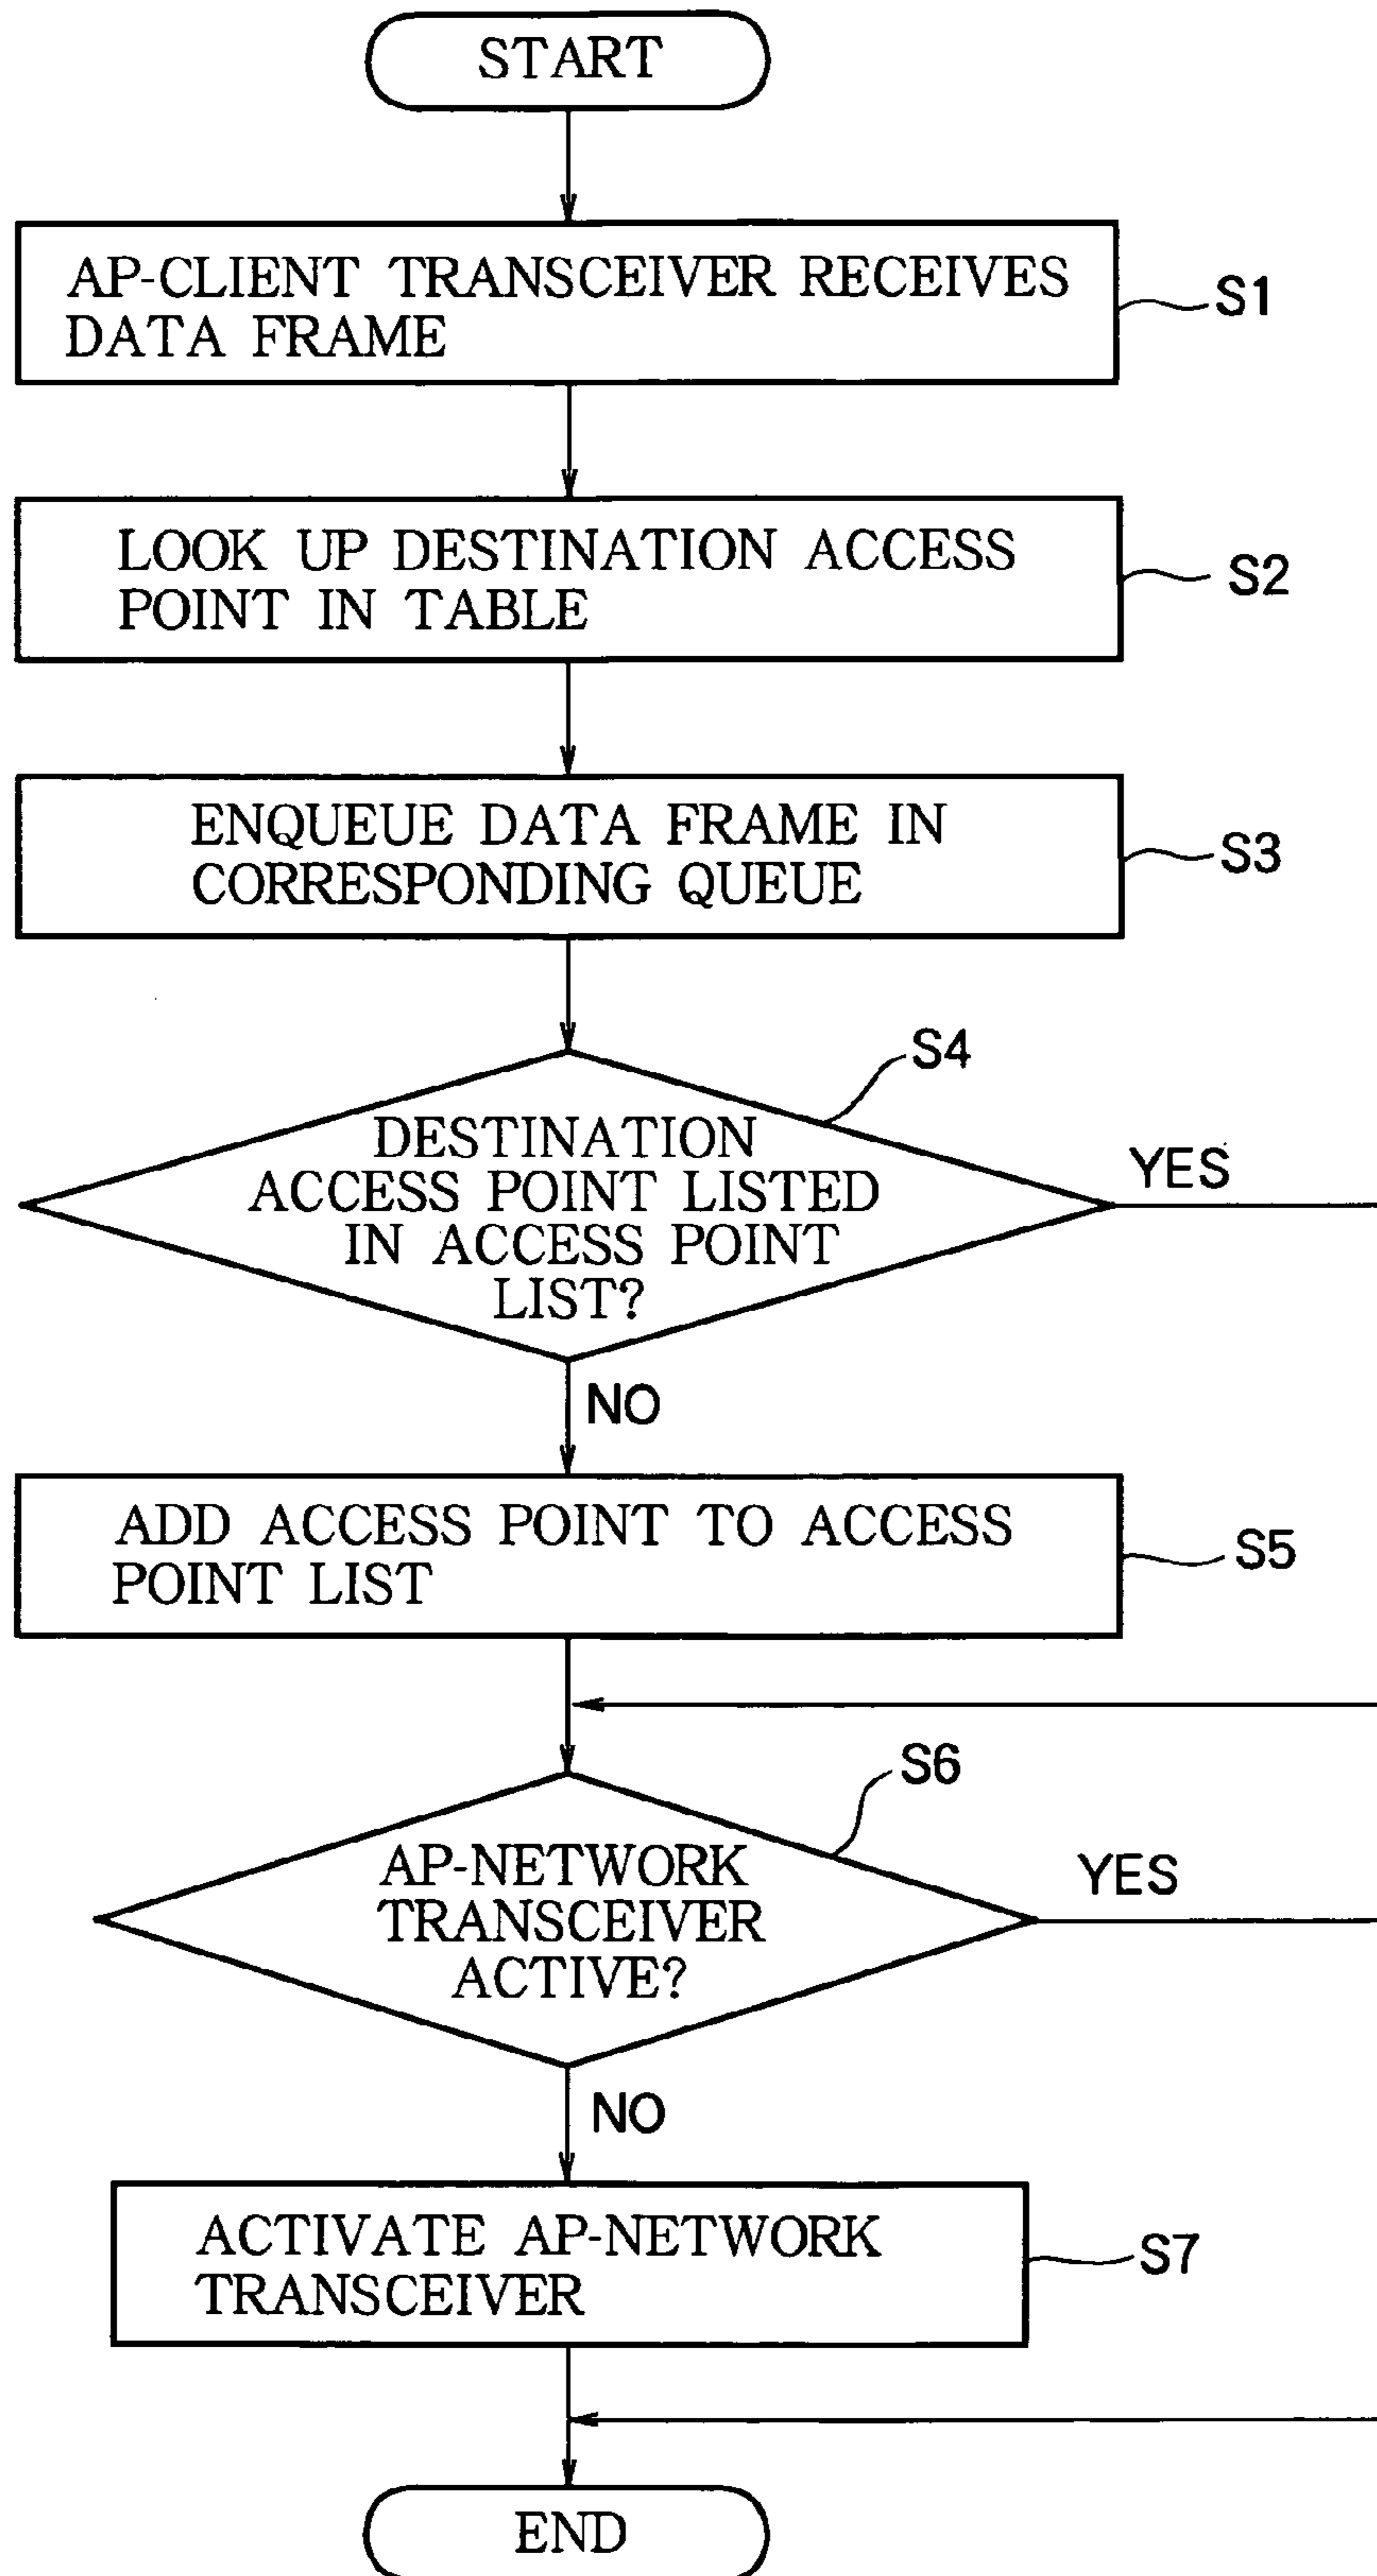 START
AP-CLIENT TRANSCEIVER RECEIVES
DATA FRAME
S1
LOOK UP DESTINATION ACCESS
POINT IN TABLE
S2
ENQUEUE DATA FRAME IN
CORRESPONDING QUEUE
S3
S4
DESTINATION
ACCESS POINT LISTED
IN ACCESS POINT
LIST?
YES
NO
ADD ACCESS POINT TO ACCESS
POINT LIST
S5
S6
AP-NETWORK
TRANSCEIVER
ACTIVE?
YES
NO
ACTIVATE AP-NETWORK
TRANSCEIVER
S7
END